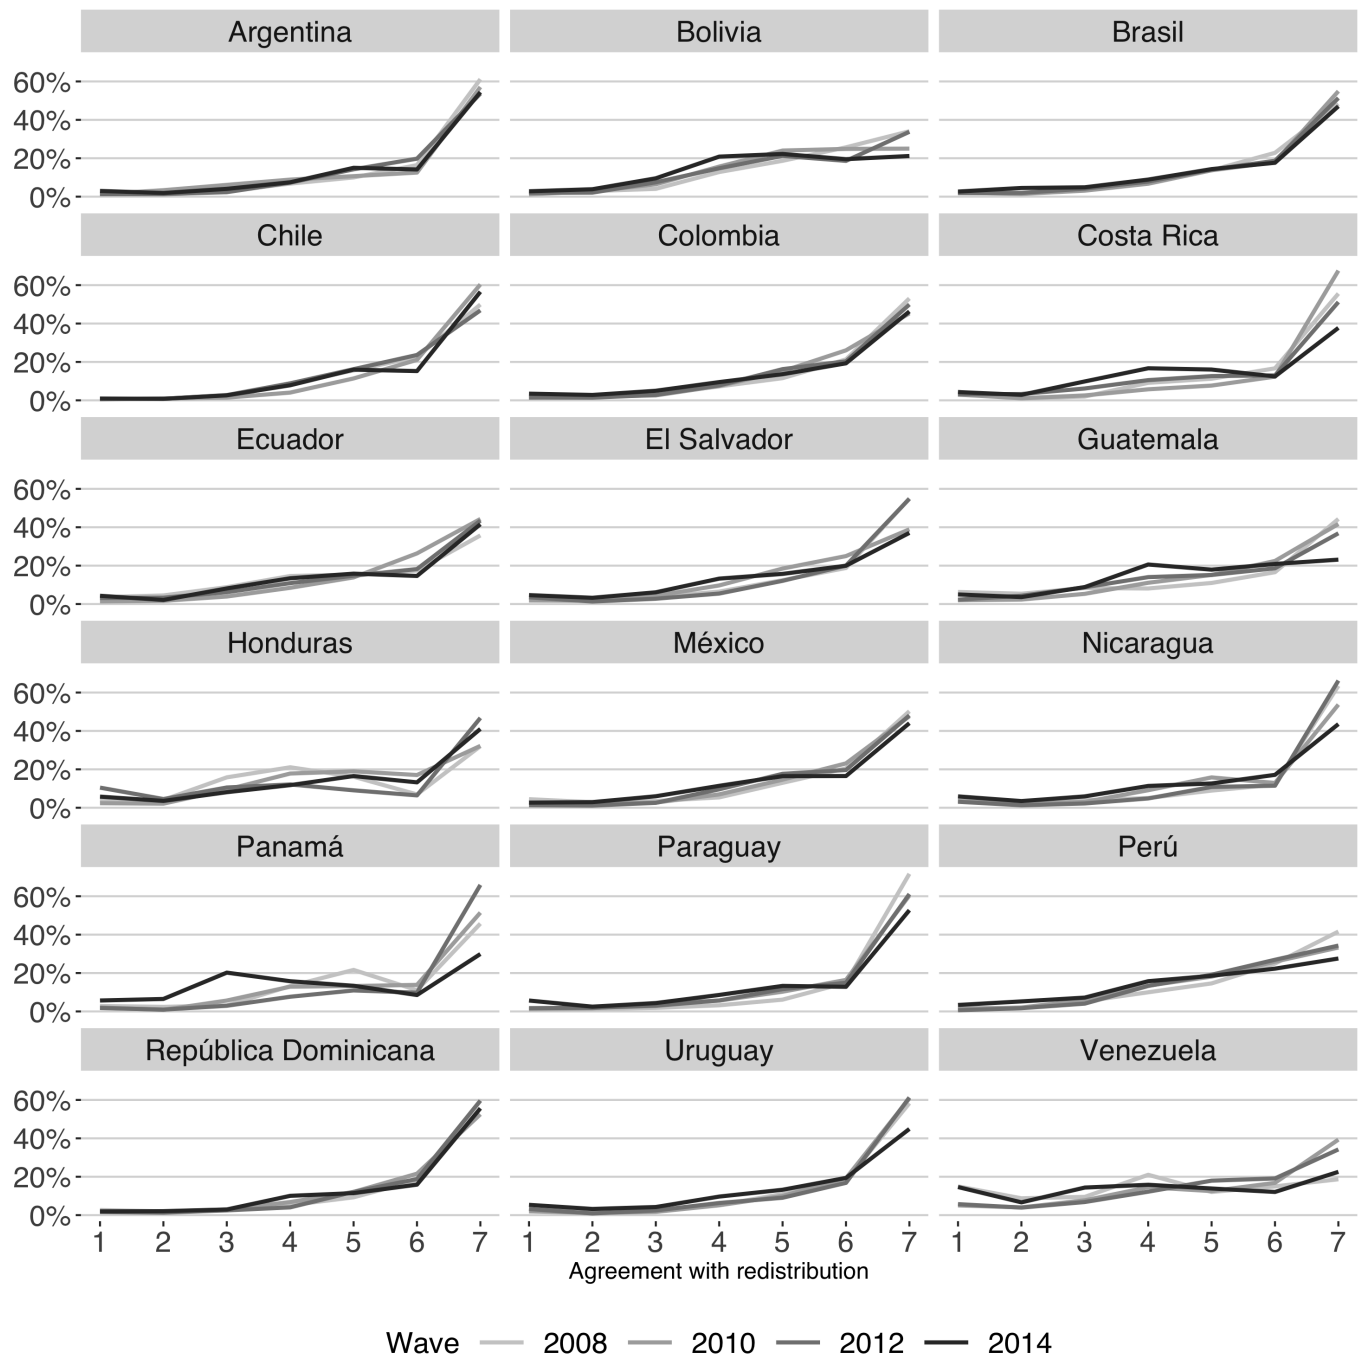 Argentina Bolivia Brasil
60%
40%
20%
0%
Chile Colombia Costa Rica
60%
40%
20%
0%
Ecuador El Salvador Guatemala
60%
40%
20%
0%
Honduras México Nicaragua
60%
40%
20%
0%
Panamá Paraguay Perú
60%
40%
20%
0%
República Dominicana Uruguay Venezuela
60%
40%
20%
0%
1 2 3 4 5 6 7 1 2 3 4 5 6 7 1 2 3 4 5 6 7
Agreement with redistribution
Wave 2008 2010 2012 2014